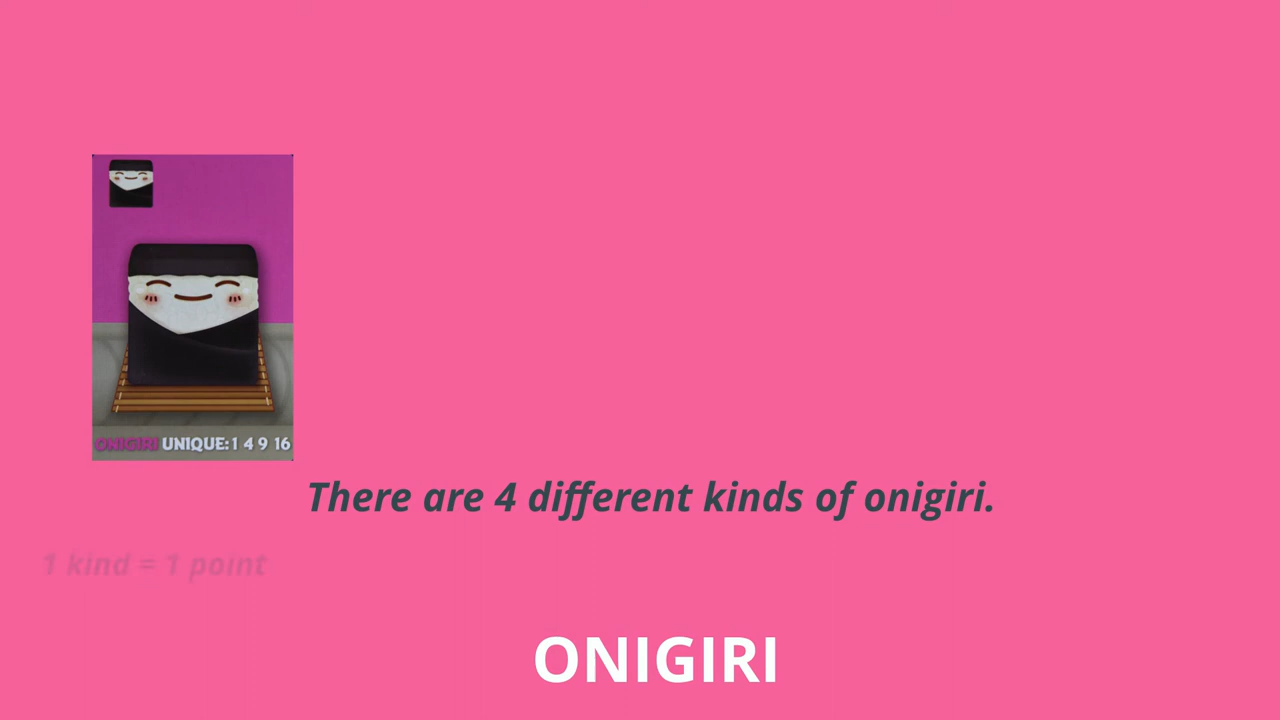 ONIGIRI UNIQUE: 1 4 9 16
There are 4 different kinds of onigiri.
1 kind = 1 point
ONIGIRI